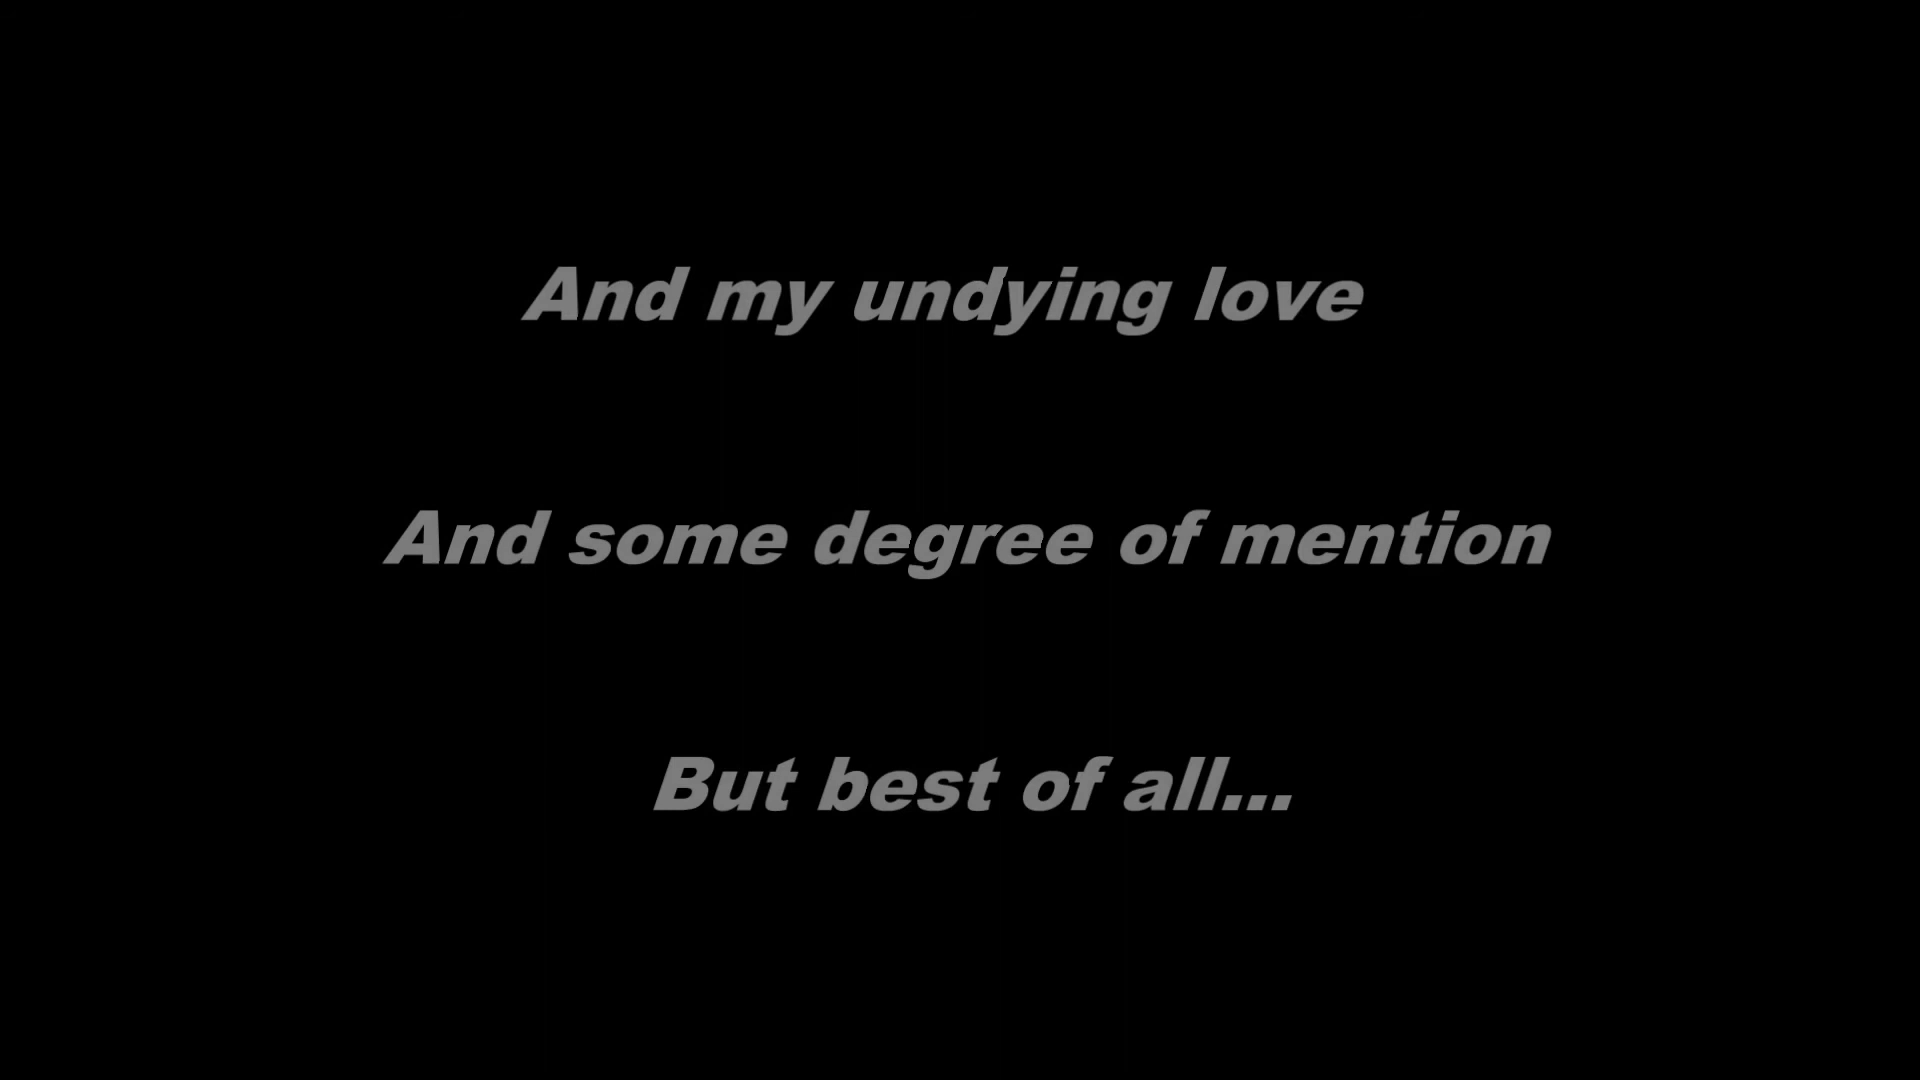 And my undying love
And some degree of mention
But best of all...